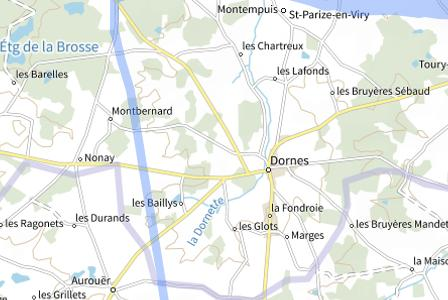 Montempuis
St-Parize-en-Viry
Étg de la Brosse
les Chartreux
Toury-
les Barelles
les Lafonds
les Bruyères Sébaud
Montbernard
Nonay
Dornes
les Baillys
la Dornette
la Fondroie
les Ragonets
les Durands
les Glots
les Bruyères Mandet
Marges
la Maiso
Aurouër
les Grillets